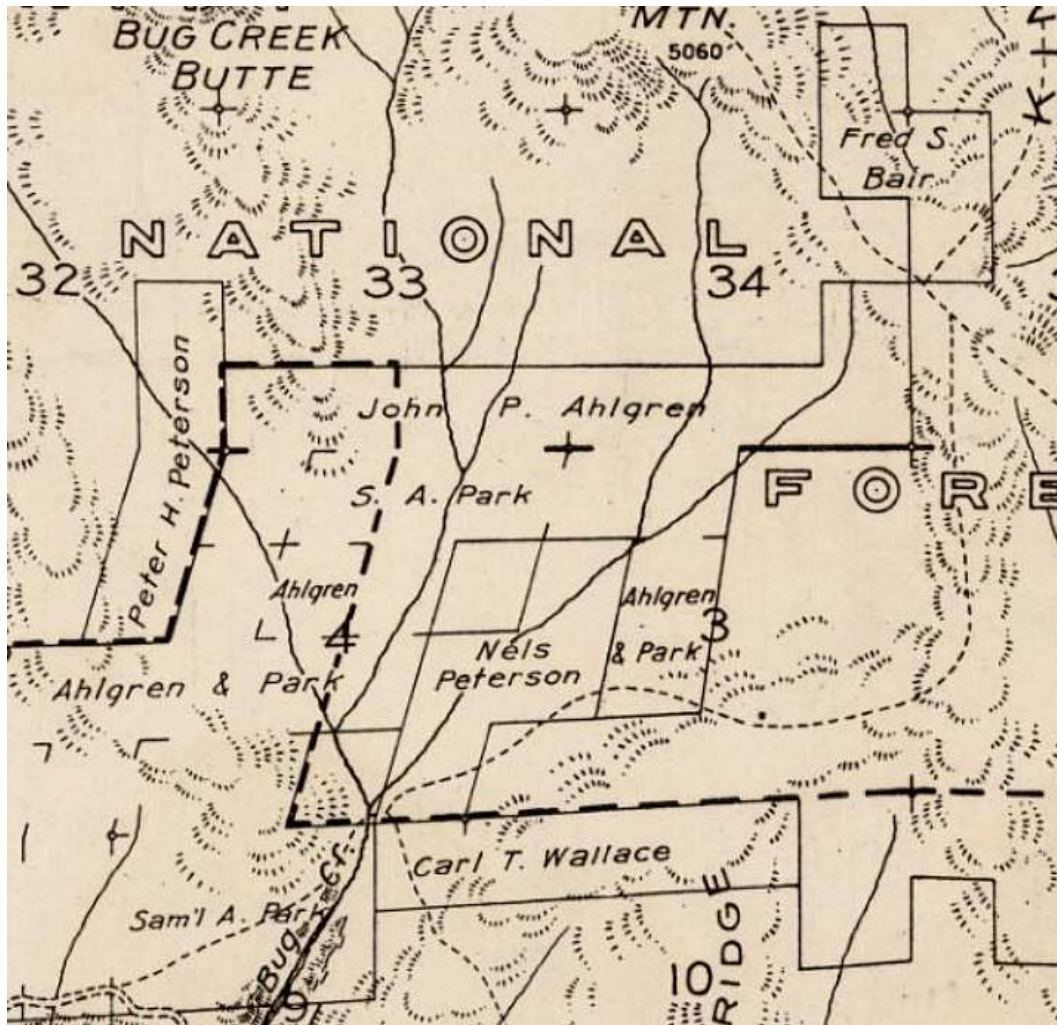 BUG CREEK
BUTTE
MTN.
5060
Fred S.
Bair
NATIONAL
32
33
34
Peter H. Peterson
John P. Ahlgren
S. A. Park
FORE
Ahlgren
Ahlgren
& Park
4
3
Nels
Peterson
Ahlgren & Park
Carl T. Wallace
Sam'l A. Park
Bug Cr.
9
10
RIDGE